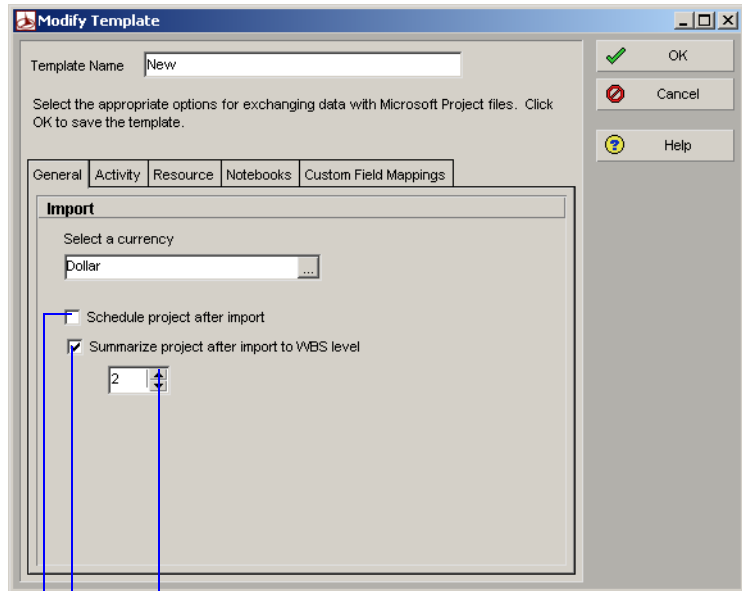 Modify Template
Template Name New
Select the appropriate options for exchanging data with Microsoft Project files. Click
OK to save the template.
OK
Cancel
Help
General Activity Resource Notebooks Custom Field Mappings
Import
Select a currency
Dollar ...
Schedule project after import
Summarize project after import to WBS level
2